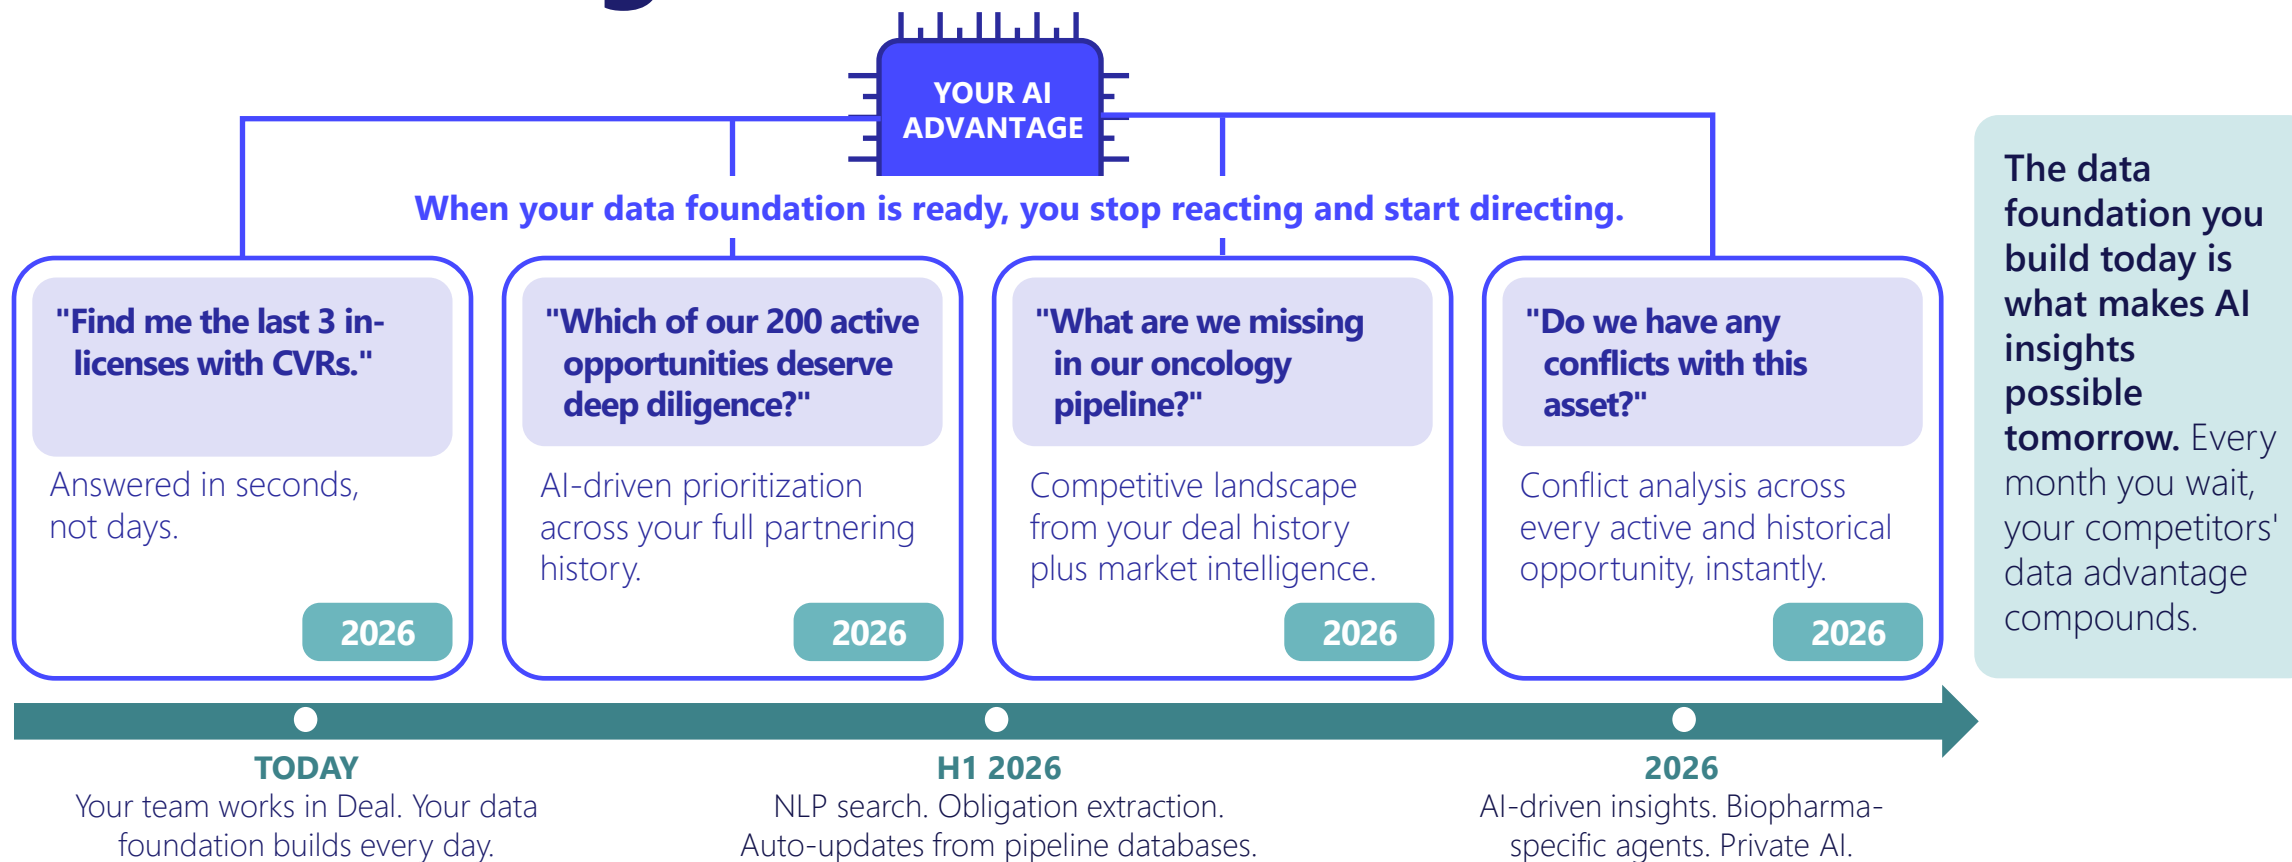 YOUR AI
ADVANTAGE
When your data foundation is ready, you stop reacting and start directing.
"Find me the last 3 in-
licenses with CVRs."
Answered in seconds,
not days.
2026
"Which of our 200 active
opportunities deserve
deep diligence?"
AI-driven prioritization
across your full partnering
history.
2026
"What are we missing
in our oncology
pipeline?"
Competitive landscape
from your deal history
plus market intelligence.
2026
"Do we have any
conflicts with this
asset?"
Conflict analysis across
every active and historical
opportunity, instantly.
2026
The data
foundation you
build today is
what makes AI
insights
possible
tomorrow. Every
month you wait,
your competitors'
data advantage
compounds.
TODAY
Your team works in Deal. Your data
foundation builds every day.
H1 2026
NLP search. Obligation extraction.
Auto-updates from pipeline databases.
2026
AI-driven insights. Biopharma-
specific agents. Private AI.